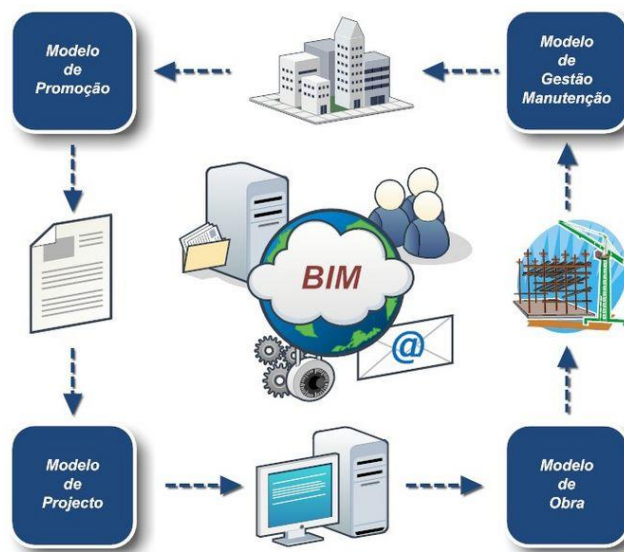 Modelo
de
Promoção
Modelo
de
Gestão
Manutenção
BIM
@
Modelo
de
Projecto
Modelo
de
Obra